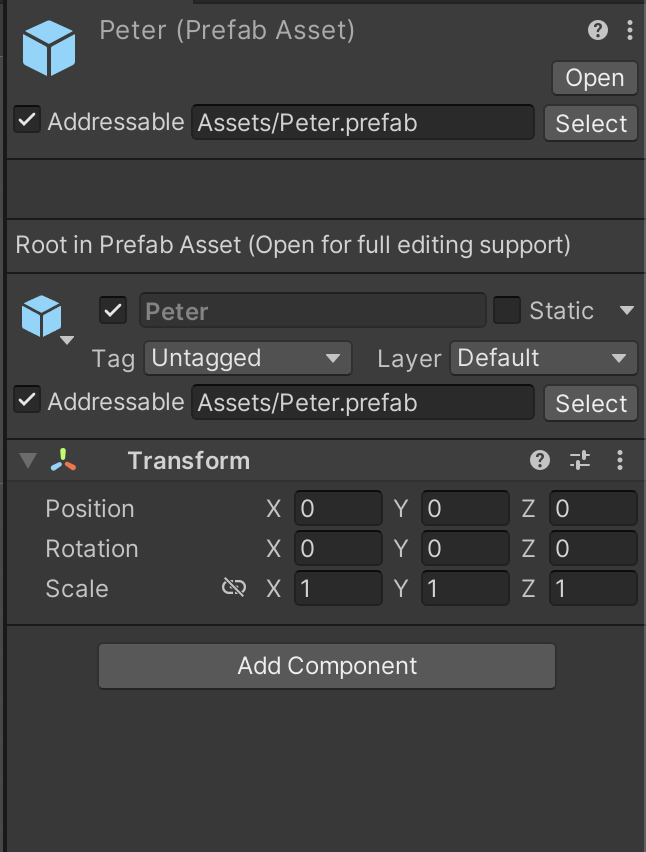 Peter (Prefab Asset)
Open
Addressable Assets/Peter.prefab Select
Root in Prefab Asset (Open for full editing support)
Peter Static
Tag Untagged Layer Default
Addressable Assets/Peter.prefab Select
Transform
Position X 0 Y 0 Z 0
Rotation X 0 Y 0 Z 0
Scale X 1 Y 1 Z 1
Add Component